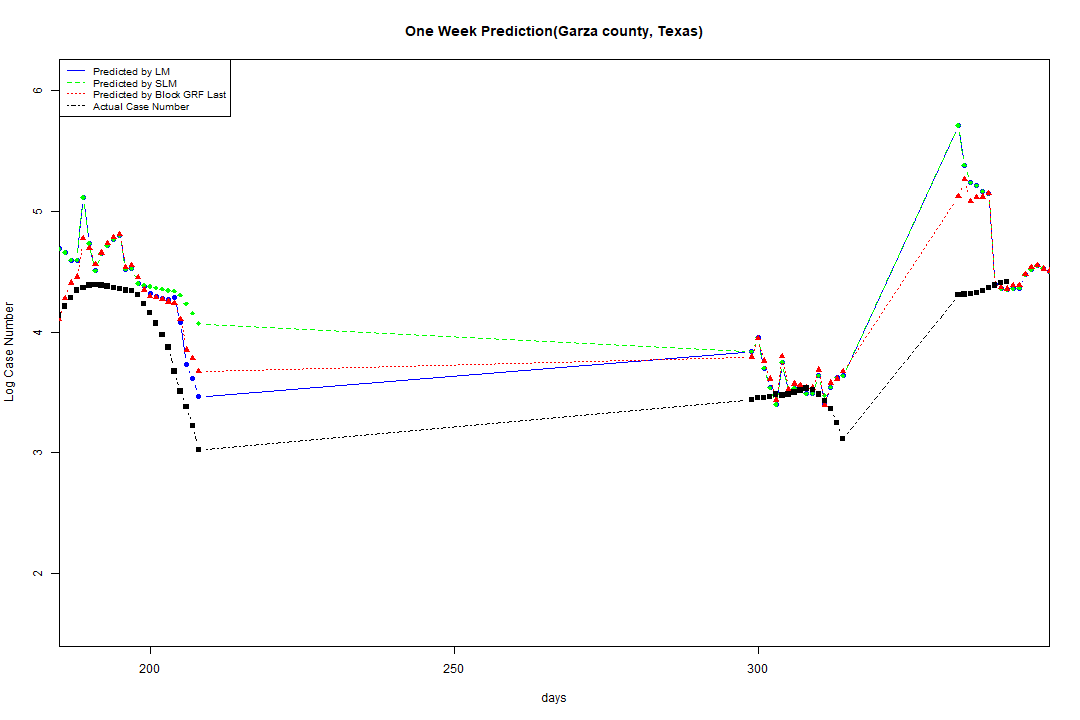 One Week Prediction(Garza county, Texas)
Predicted by LM
Predicted by SLM
Predicted by Block GRF Last
Actual Case Number
6
5
4
3
2
Log Case Number
200
250
300
days